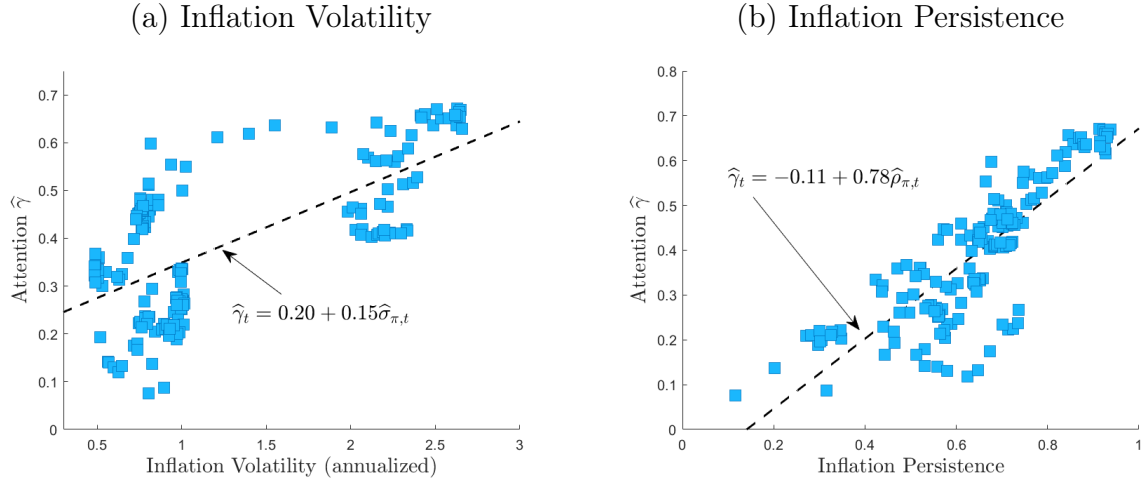 (a) Inflation Volatility
0.7
0.6
0.5
0.4
0.3
0.2
0.1
0
Attention γ̂
γ̂ₜ = 0.20 + 0.15σ̂π,ₜ
0.5 1 1.5 2 2.5 3
Inflation Volatility (annualized)
(b) Inflation Persistence
0.8
0.7
0.6
0.5
0.4
0.3
0.2
0.1
0
Attention γ̂
γ̂ₜ = −0.11 + 0.78ρ̂π,ₜ
0 0.2 0.4 0.6 0.8 1
Inflation Persistence